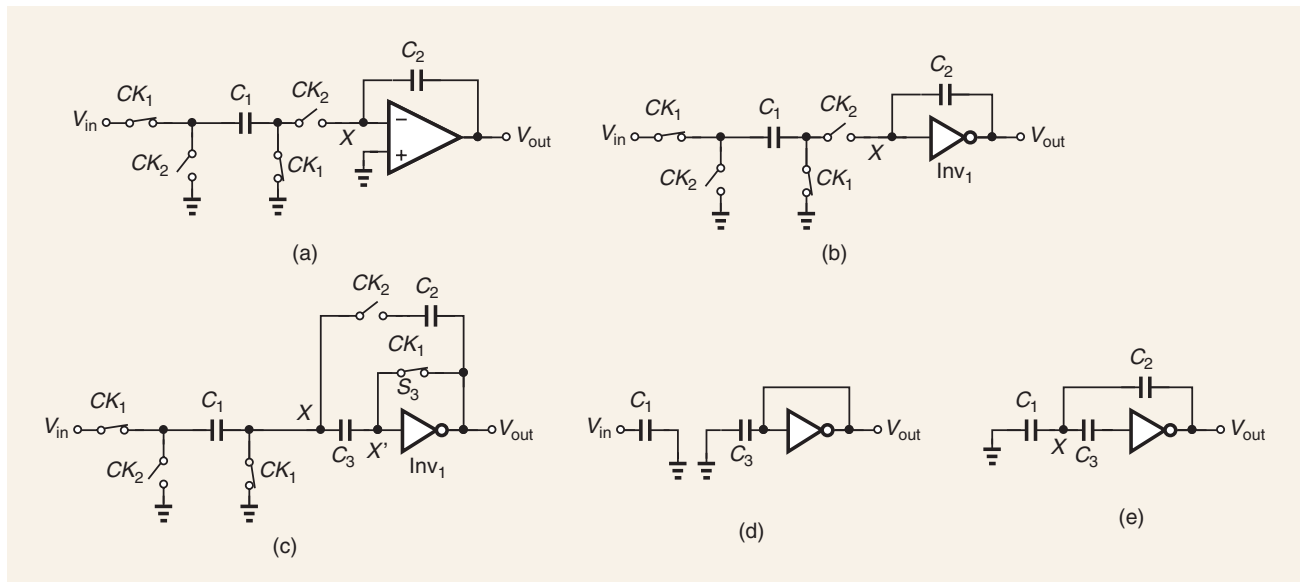 C2
CK1
C1
CK2
Vin
X
−
+
Vout
CK2
CK1
(a)
C2
CK1
C1
CK2
Vin
X
Vout
Inv1
CK2
CK1
(b)
CK2
C2
CK1
S3
CK1
C1
X
Vin
C3
X'
Inv1
Vout
CK2
CK1
(c)
C1
Vin
C3
Vout
(d)
C2
C1
X
C3
Vout
(e)